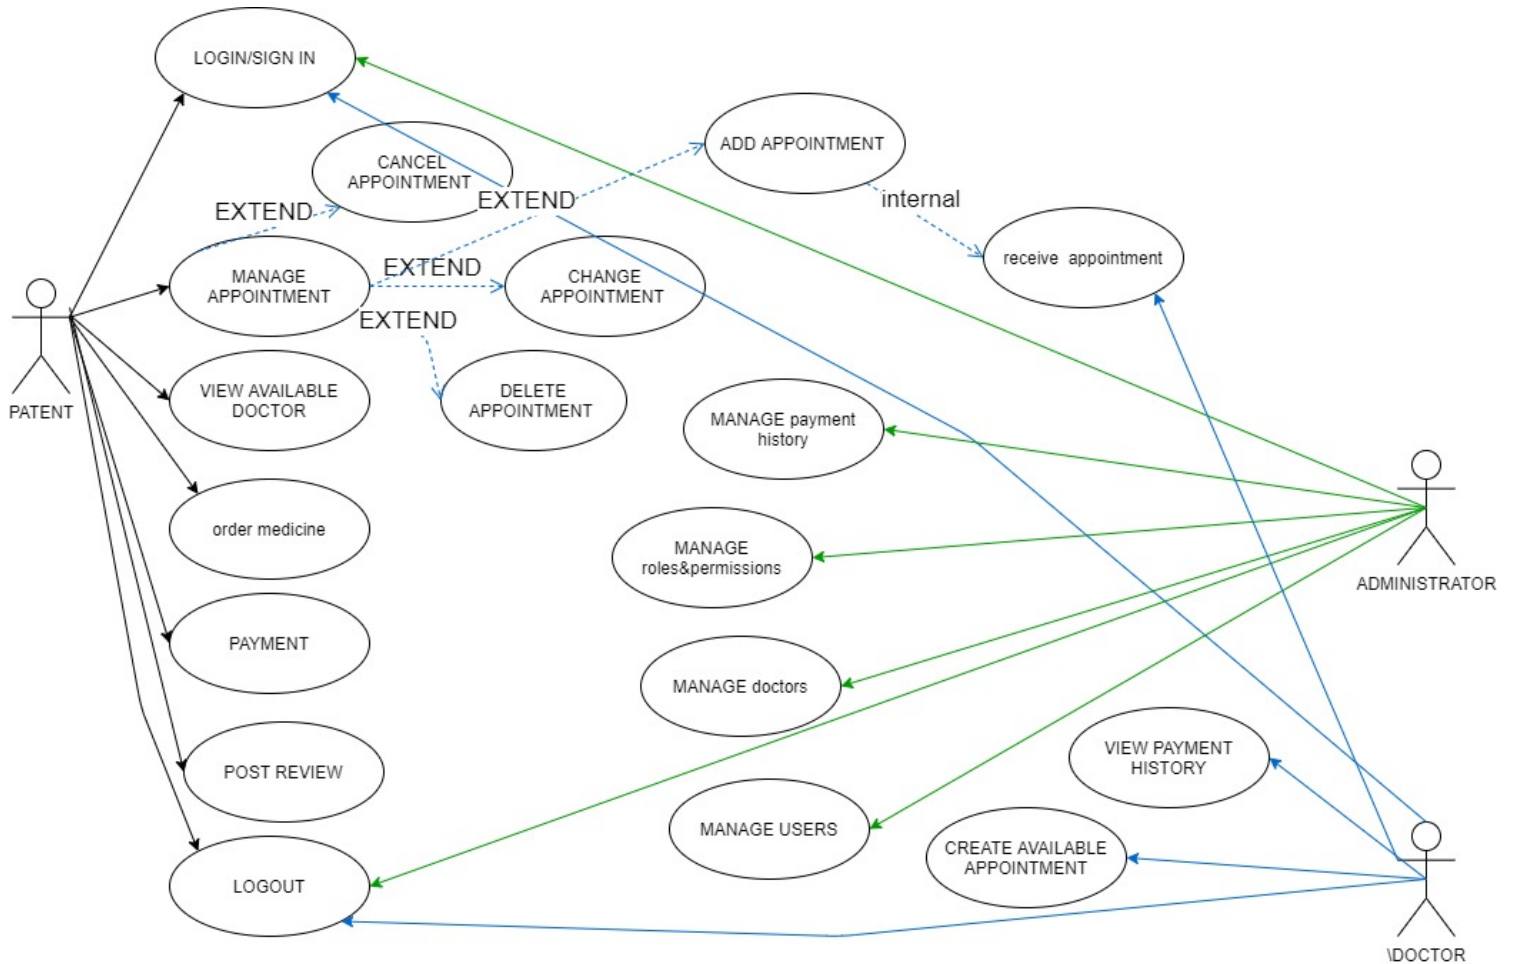 LOGIN/SIGN IN
ADD APPOINTMENT
CANCEL
APPOINTMENT
EXTEND
EXTEND
internal
receive  appointment
MANAGE
APPOINTMENT
EXTEND
CHANGE
APPOINTMENT
EXTEND
PATENT
VIEW AVAILABLE
DOCTOR
DELETE
APPOINTMENT
MANAGE payment
history
order medicine
MANAGE
roles&permissions
ADMINISTRATOR
PAYMENT
MANAGE doctors
POST REVIEW
VIEW PAYMENT
HISTORY
MANAGE USERS
CREATE AVAILABLE
APPOINTMENT
LOGOUT
\DOCTOR